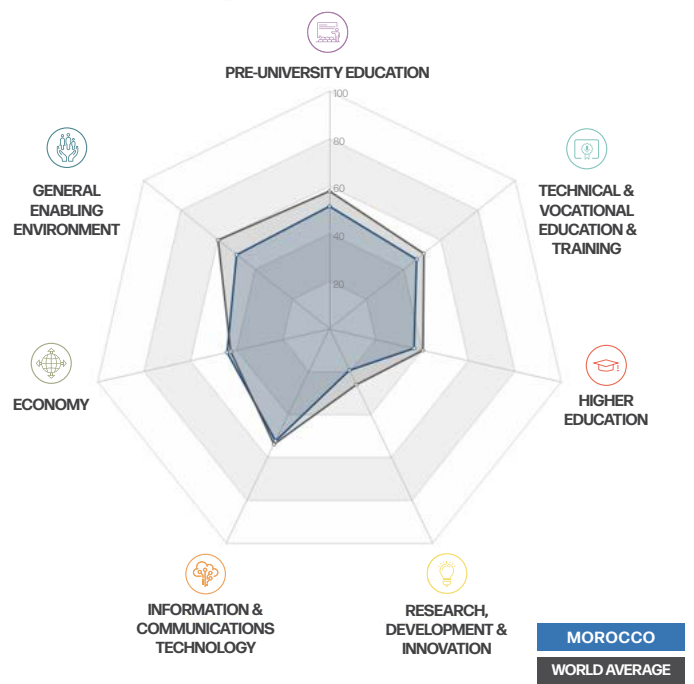 PRE-UNIVERSITY EDUCATION
100
80
60
40
20
GENERAL
ENABLING
ENVIRONMENT
TECHNICAL &
VOCATIONAL
EDUCATION &
TRAINING
ECONOMY
HIGHER
EDUCATION
INFORMATION &
COMMUNICATIONS
TECHNOLOGY
RESEARCH,
DEVELOPMENT &
INNOVATION
MOROCCO
WORLD AVERAGE